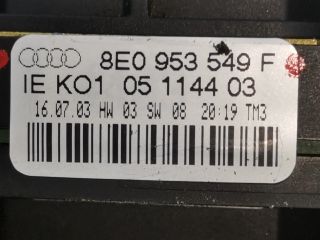 8E0 953 549 F
IE KO1 05 1144 03
16.07.03 HW 03 SW 08 20:19 TM3